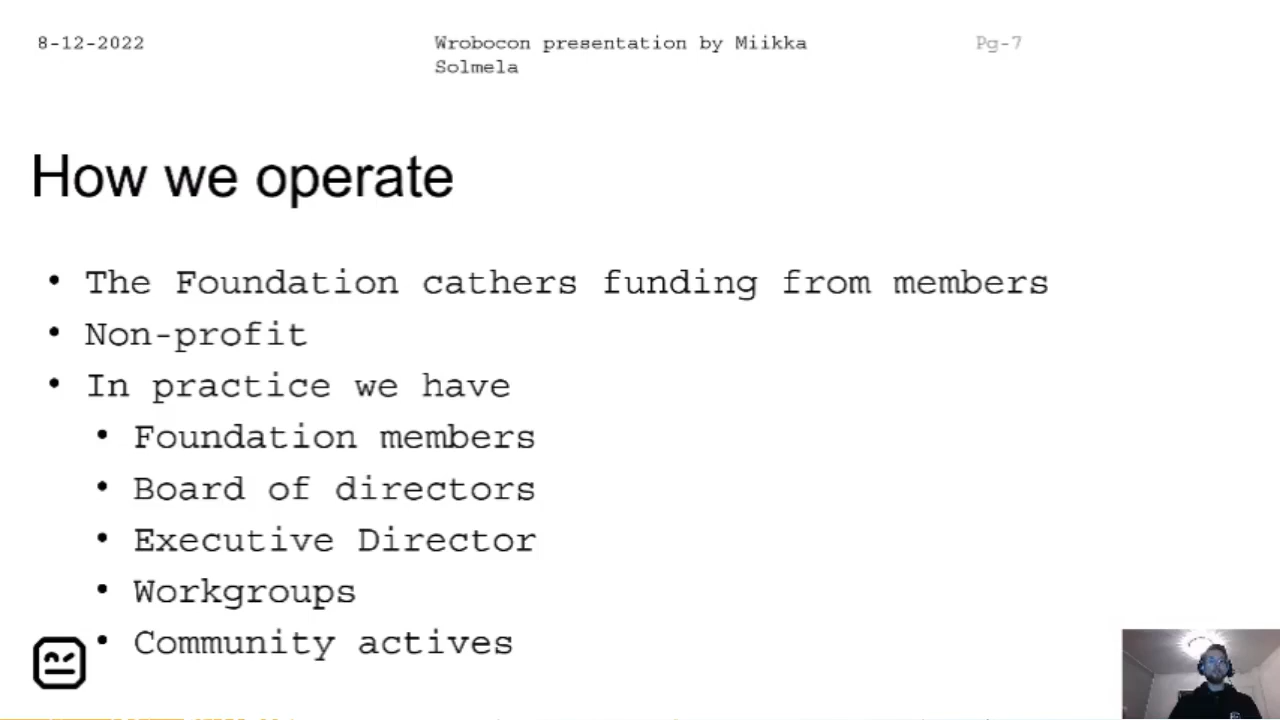 8-12-2022
Wrobocon presentation by Miikka
Solmela
Pg-7
How we operate
• The Foundation cathers funding from members
• Non-profit
• In practice we have
• Foundation members
• Board of directors
• Executive Director
• Workgroups
• Community actives